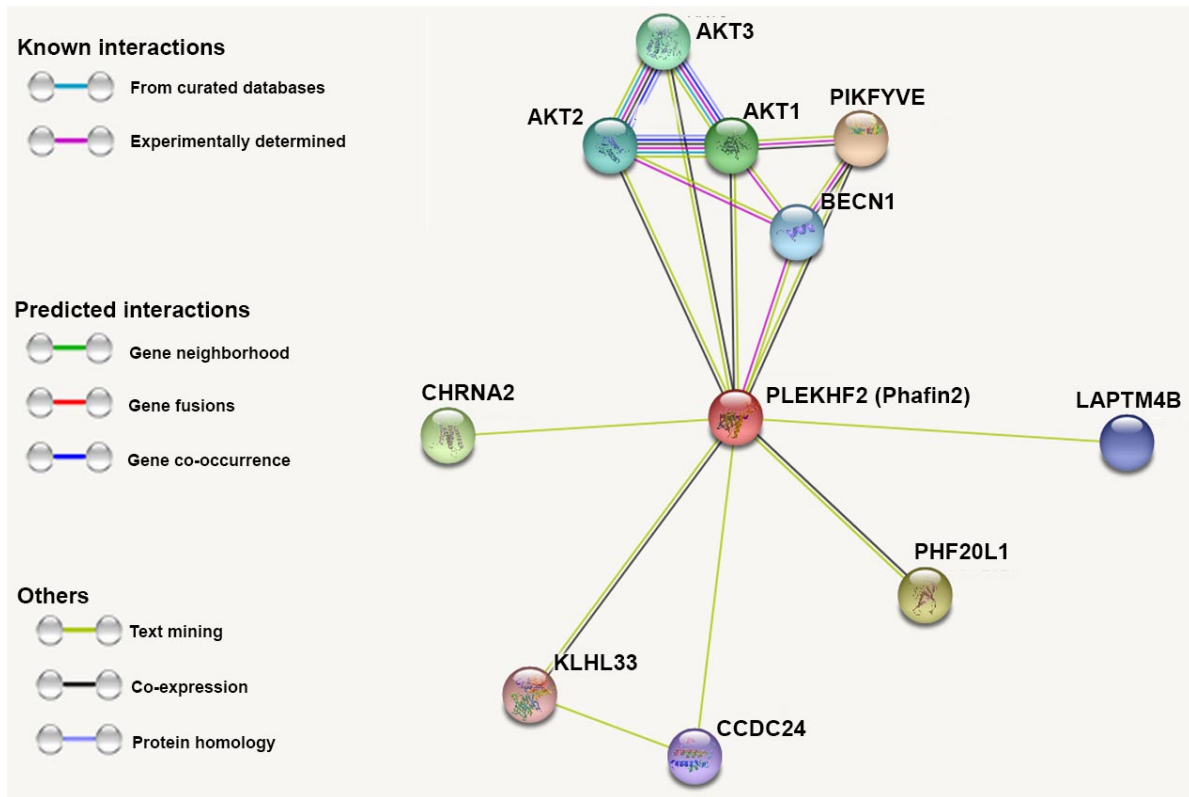 Known interactions
From curated databases
Experimentally determined
Predicted interactions
Gene neighborhood
Gene fusions
Gene co-occurrence
Others
Text mining
Co-expression
Protein homology
AKT3
AKT2
AKT1
PIKFYVE
BECN1
CHRNA2
PLEKHF2 (Phafin2)
LAPTM4B
PHF20L1
KLHL33
CCDC24